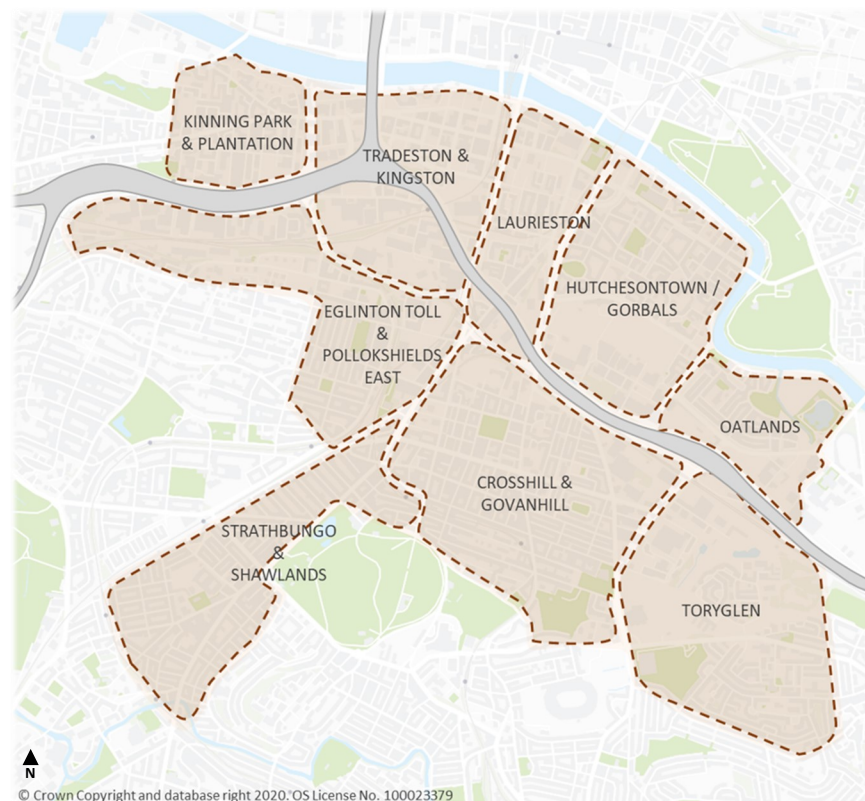 KINNING PARK
& PLANTATION
TRADESTON &
KINGSTON
LAURIESTON
HUTCHESONTOWN /
GORBALS
EGLINTON TOLL
&
POLLOKSHIELDS
EAST
OATLANDS
CROSSHILL &
GOVANHILL
STRATHBUNGO
&
SHAWLANDS
TORYGLEN
N
© Crown Copyright and database right 2020. OS License No. 100023379